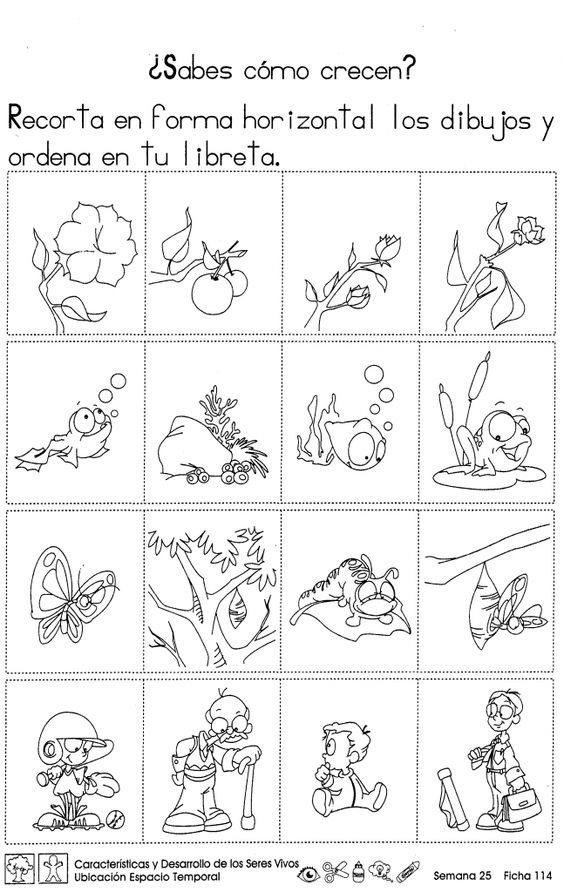 ¿Sabes cómo crecen?
Recorta en forma horizontal los dibujos y
ordena en tu libreta.
Características y Desarrollo de los Seres Vivos
Ubicación Espacio Temporal
Semana 25 Ficha 114